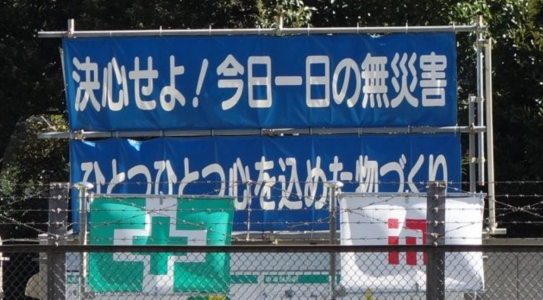 決心せよ!今日一日の無災害
ひとつひとつ心を込めた物づくり